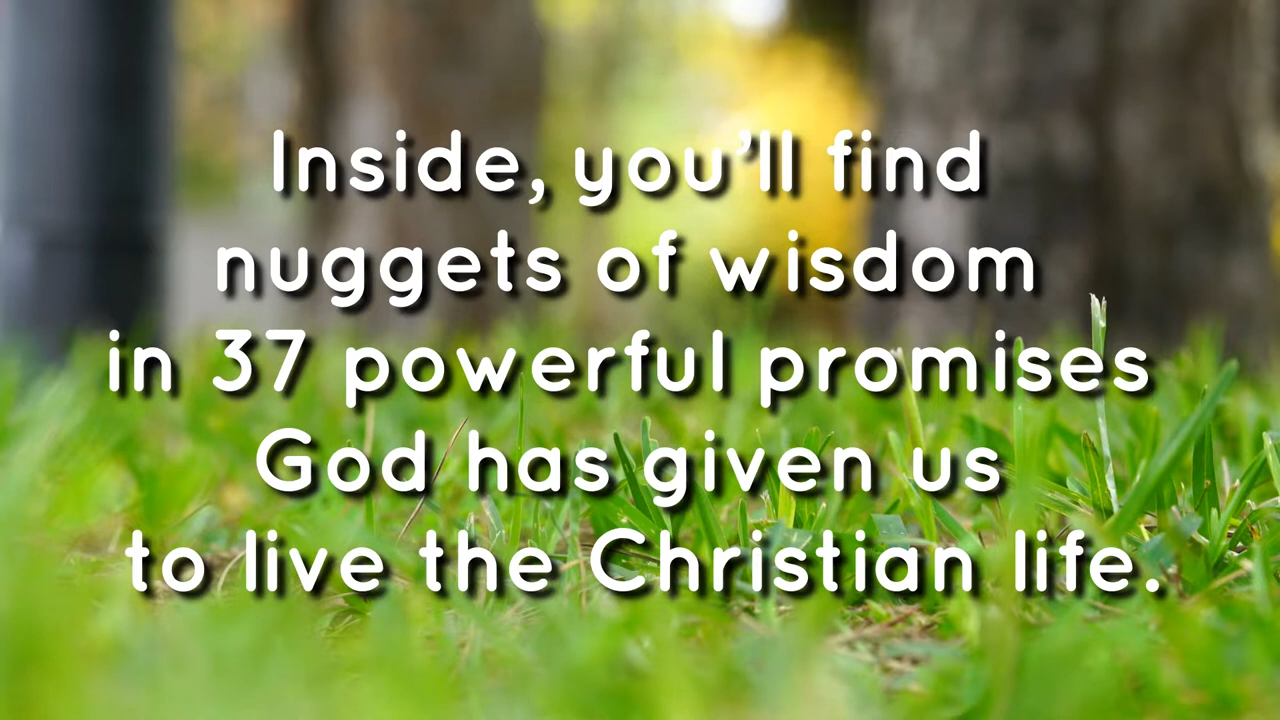 Inside, you’ll find
nuggets of wisdom
in 37 powerful promises
God has given us
to live the Christian life.